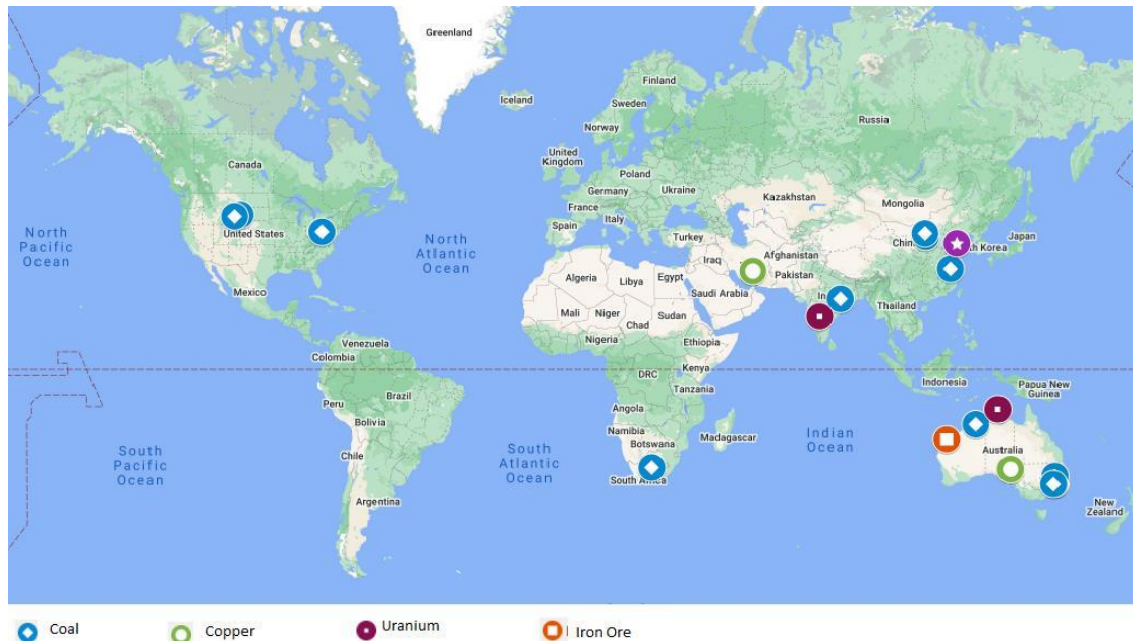 Greenland
Iceland
Finland
Sweden
Norway
Russia
Canada
United
Kingdom
Poland
Germany
Ukraine
Kazakhstan
Mongolia
France
Italy
Spain
Turkey
North
Pacific
Ocean
United States
North
Atlantic
Ocean
Japan
South Korea
Afghanistan
Iraq
Pakistan
Algeria
Libya
Egypt
Saudi Arabia
Mexico
Mali
Niger
Sudan
Chad
Thailand
Nigeria
Ethiopia
Venezuela
Colombia
Kenya
DRC
Indonesia
Papua New
Guinea
Tanzania
Peru
Brazil
Angola
Bolivia
Namibia
Madagascar
Botswana
Indian
Ocean
Australia
Chile
South
Pacific
Ocean
South
Atlantic
Ocean
South Africa
Argentina
New
Zealand
Coal
Copper
Uranium
Iron Ore